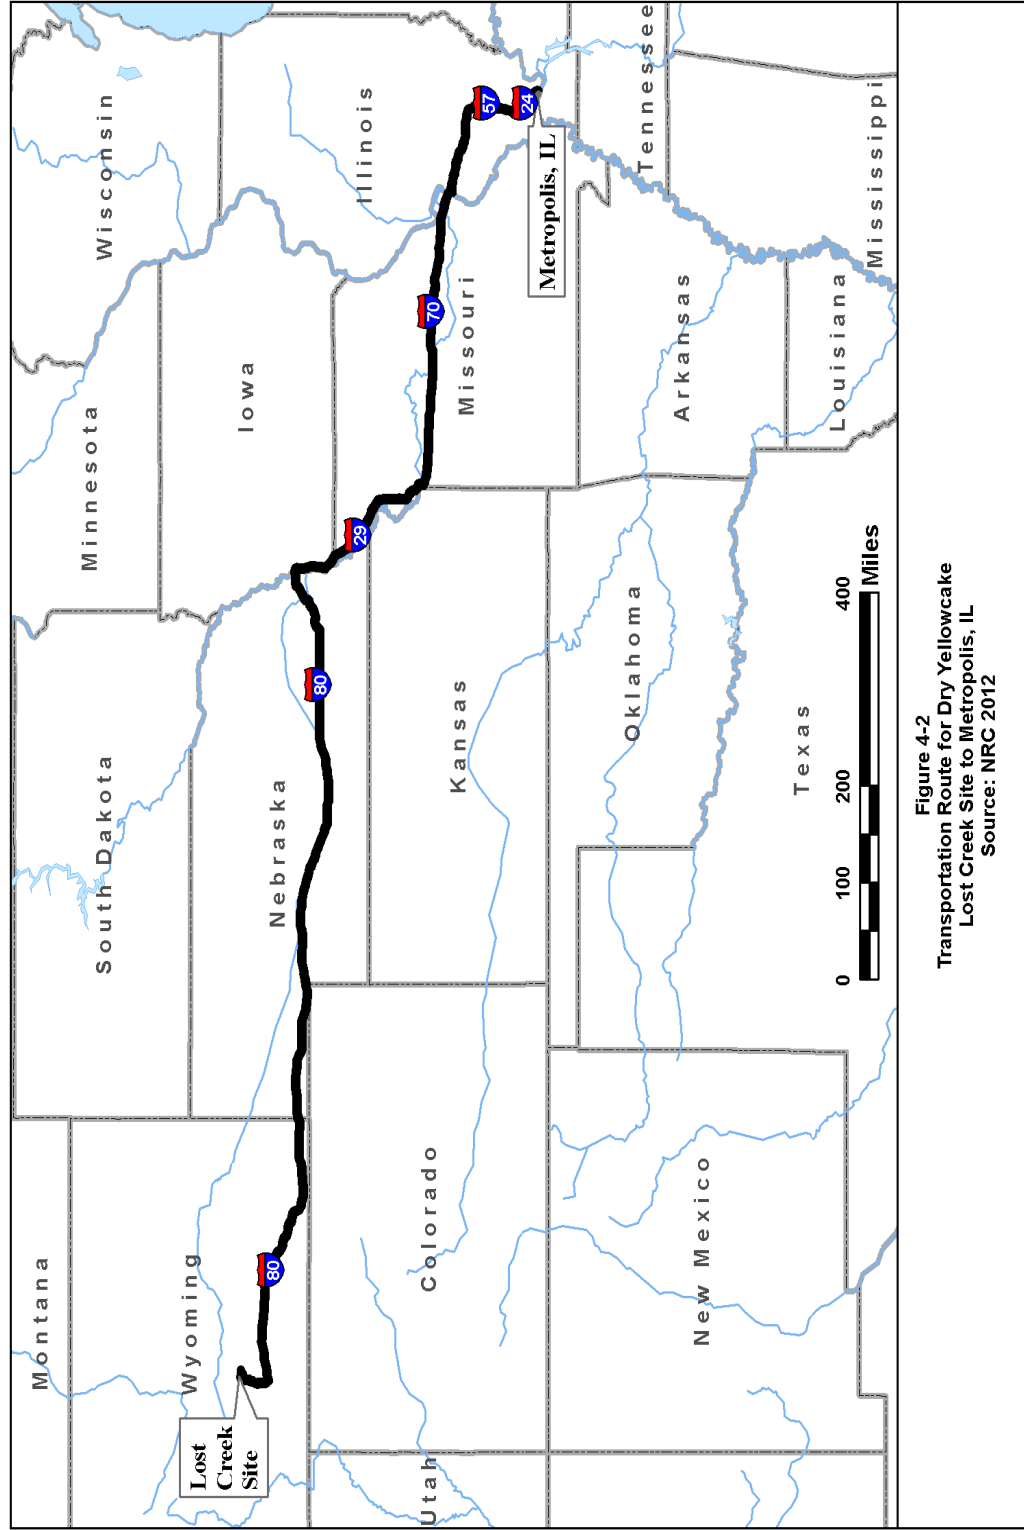 Montana
South Dakota
Minnesota
Wisconsin
Wyoming
Lost
Creek
Site
80
Nebraska
80
Iowa
29
Illinois
57
24
Metropolis, IL
Utah
Colorado
Kansas
Missouri
70
New Mexico
Oklahoma
Arkansas
Tennessee
Texas
Louisiana
Mississippi
0 100 200 400
Miles
Figure 4-2
Transportation Route for Dry Yellowcake
Lost Creek Site to Metropolis, IL
Source: NRC 2012